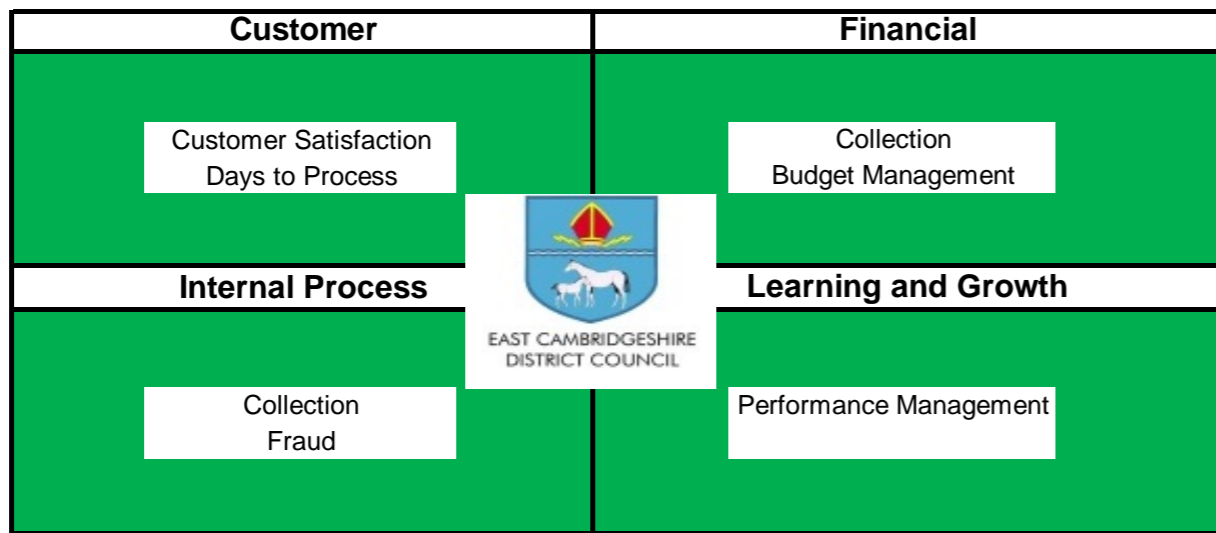 Customer
Financial
Customer Satisfaction
Days to Process
Collection
Budget Management
Internal Process
Learning and Growth
EAST CAMBRIDGESHIRE
DISTRICT COUNCIL
Collection
Fraud
Performance Management